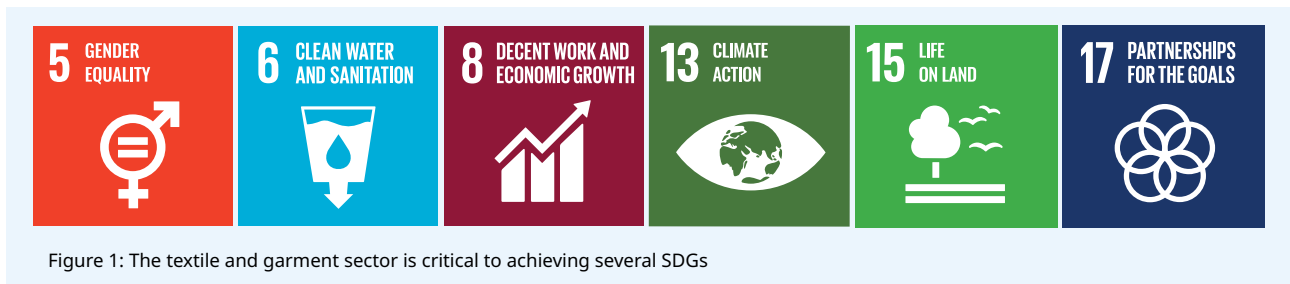 5 GENDER
EQUALITY
6 CLEAN WATER
AND SANITATION
8 DECENT WORK AND
ECONOMIC GROWTH
13 CLIMATE
ACTION
15 LIFE
ON LAND
17 PARTNERSHIPS
FOR THE GOALS
Figure 1: The textile and garment sector is critical to achieving several SDGs